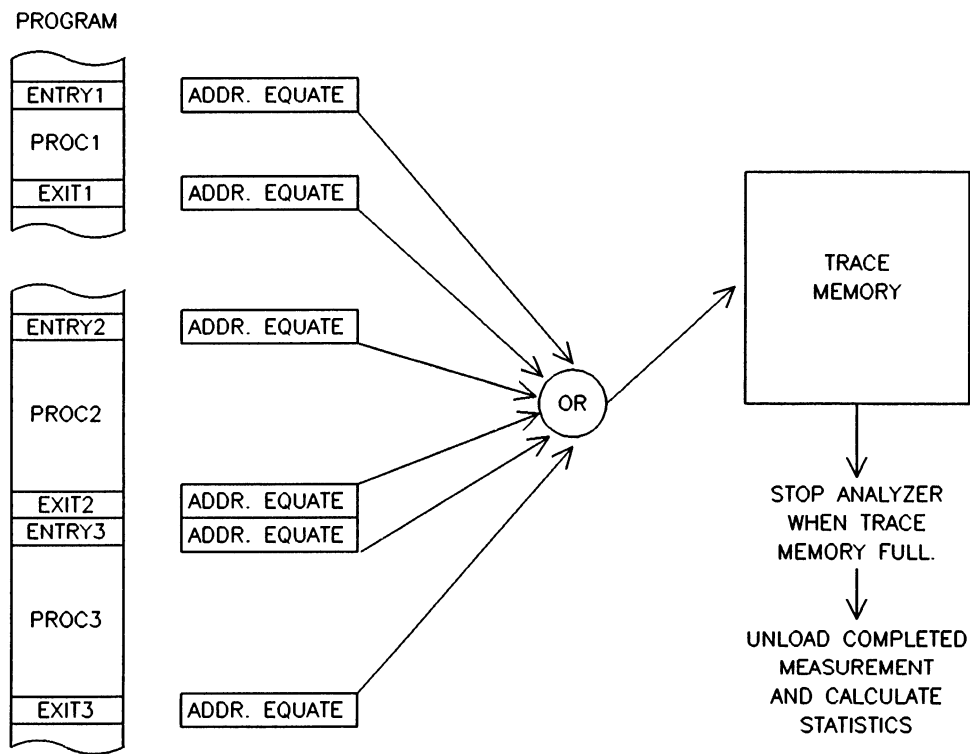 PROGRAM
ENTRY1
PROC1
EXIT1
ENTRY2
PROC2
EXIT2
ENTRY3
PROC3
EXIT3
ADDR. EQUATE
ADDR. EQUATE
ADDR. EQUATE
ADDR. EQUATE
ADDR. EQUATE
ADDR. EQUATE
OR
TRACE
MEMORY
STOP ANALYZER
WHEN TRACE
MEMORY FULL.
UNLOAD COMPLETED
MEASUREMENT
AND CALCULATE
STATISTICS